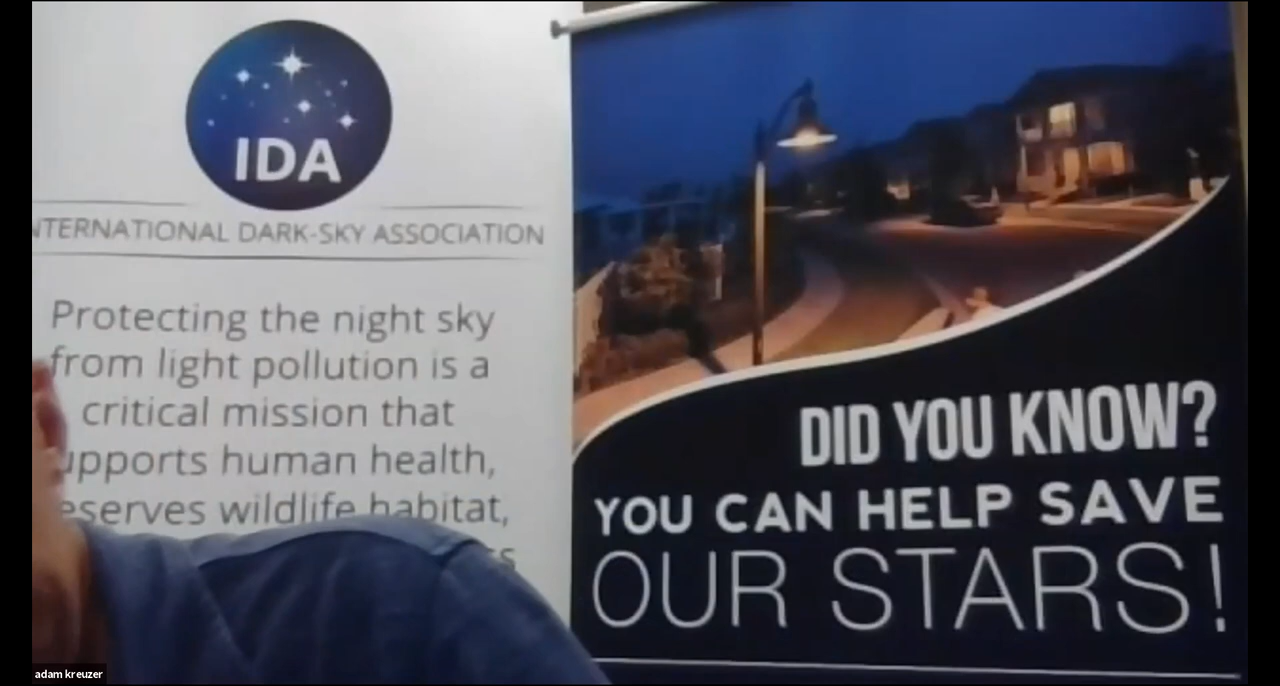 IDA
NTERNATIONAL DARK-SKY ASSOCIATION
Protecting the night sky
from light pollution is a
critical mission that
upports human health,
eserves wildlife habitat,
s
DID YOU KNOW?
YOU CAN HELP SAVE
OUR STARS!
adam kreuzer